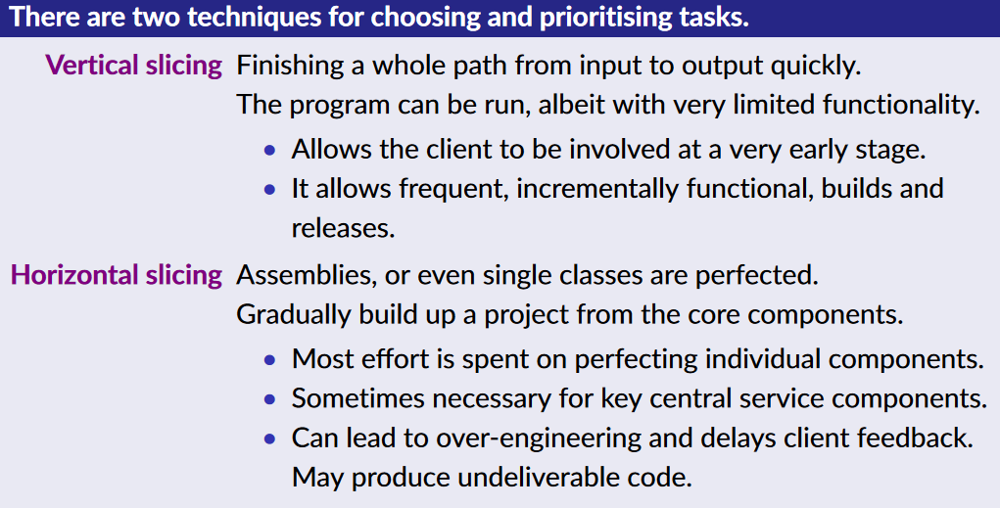 There are two techniques for choosing and prioritising tasks.
Vertical slicing Finishing a whole path from input to output quickly.
The program can be run, albeit with very limited functionality.
• Allows the client to be involved at a very early stage.
• It allows frequent, incrementally functional, builds and
releases.
Horizontal slicing Assemblies, or even single classes are perfected.
Gradually build up a project from the core components.
• Most effort is spent on perfecting individual components.
• Sometimes necessary for key central service components.
• Can lead to over-engineering and delays client feedback.
May produce undeliverable code.